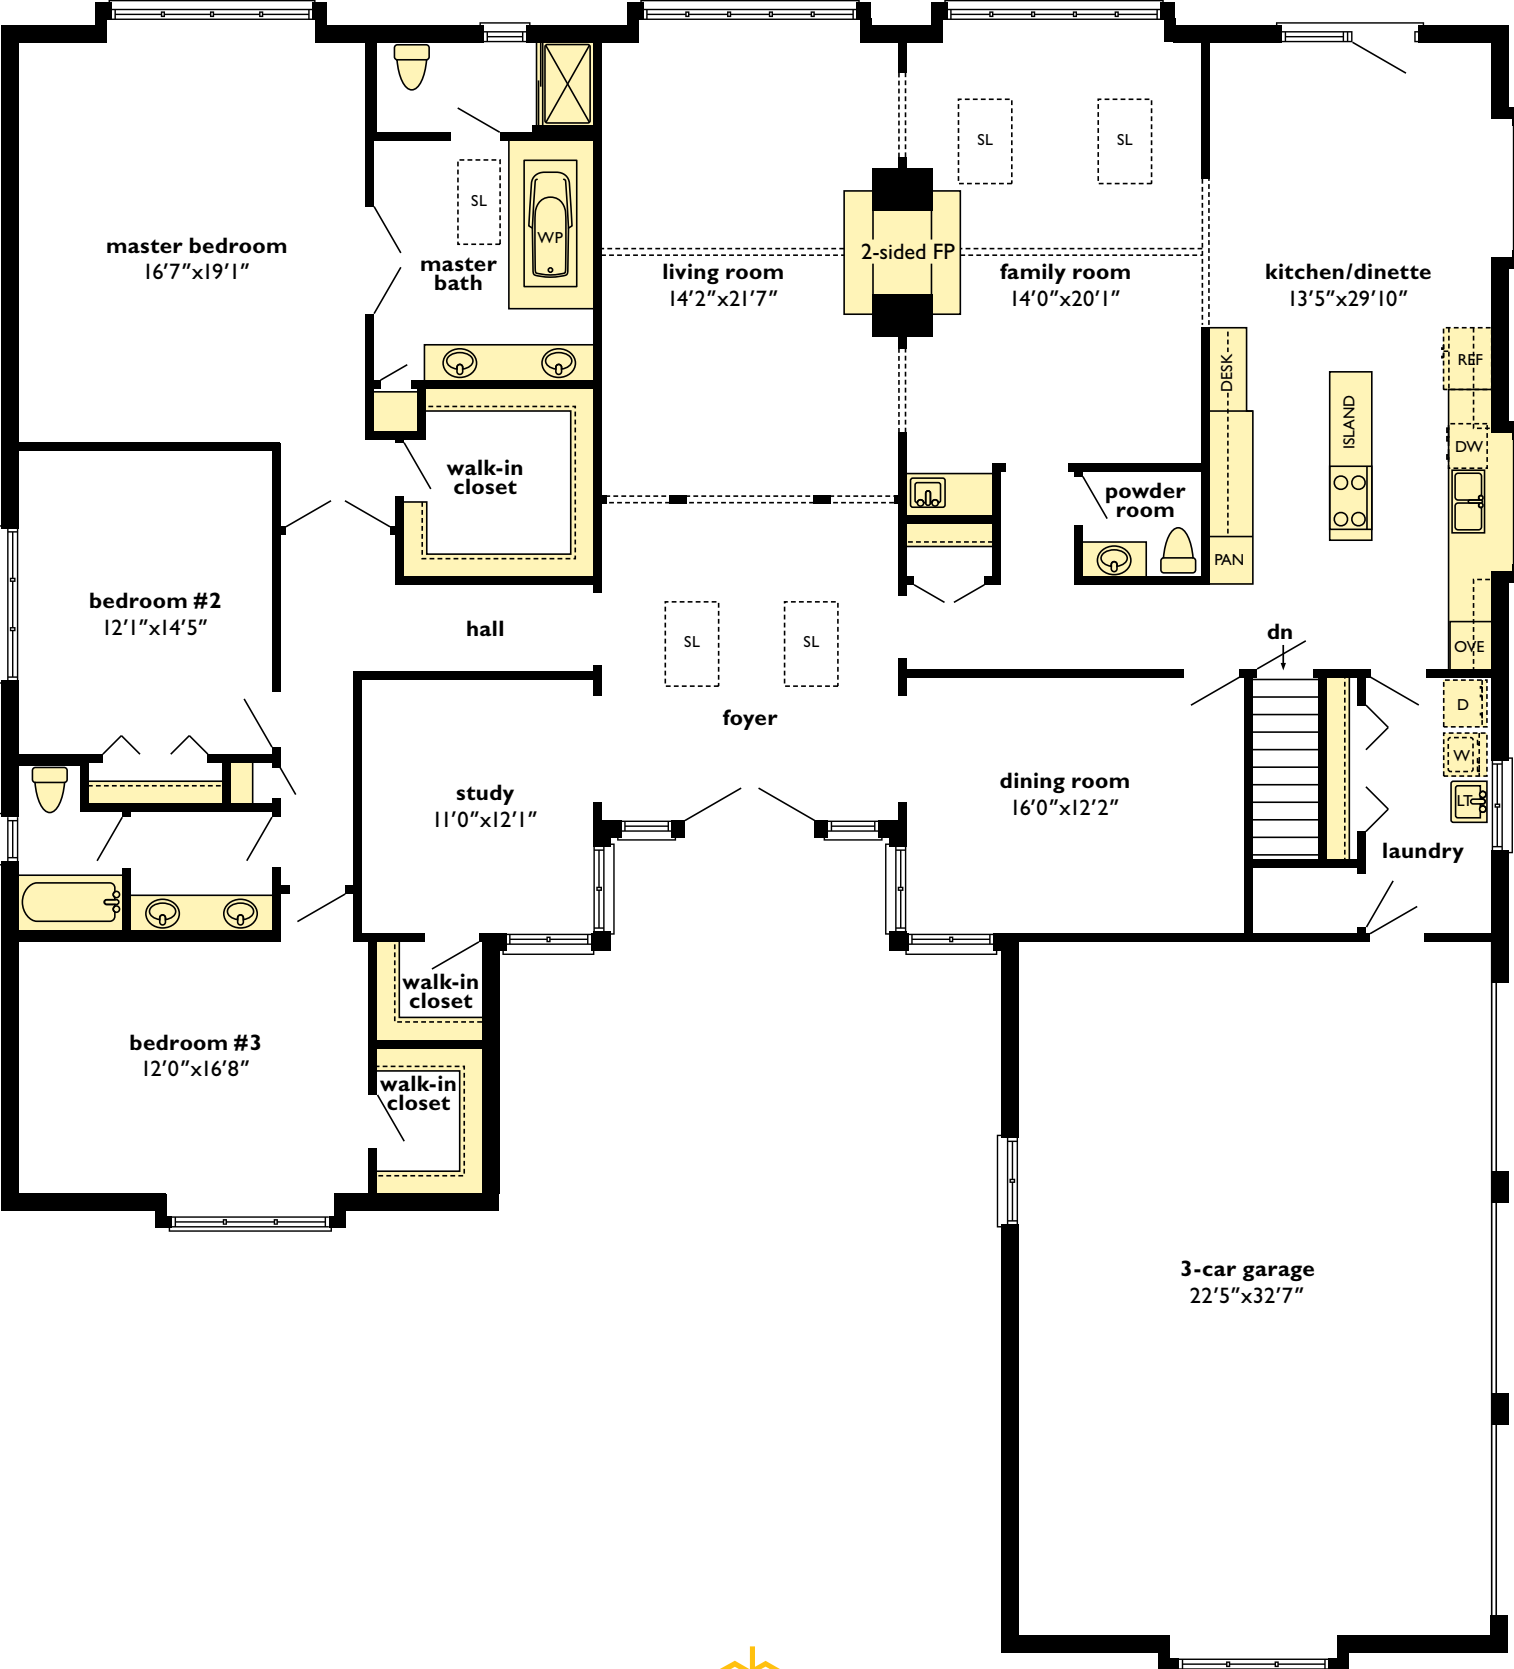 SL
SL
SL
WP
master bedroom
16'7"x19'1"
master
bath
living room
14'2"x21'7"
2-sided FP
family room
14'0"x20'1"
kitchen/dinette
13'5"x29'10"
DESK
REF
ISLAND
DW
walk-in
closet
powder
room
PAN
bedroom #2
12'1"x14'5"
hall
SL
SL
dn
OVE
foyer
D
W
LT
study
11'0"x12'1"
dining room
16'0"x12'2"
laundry
walk-in
closet
bedroom #3
12'0"x16'8"
walk-in
closet
3-car garage
22'5"x32'7"